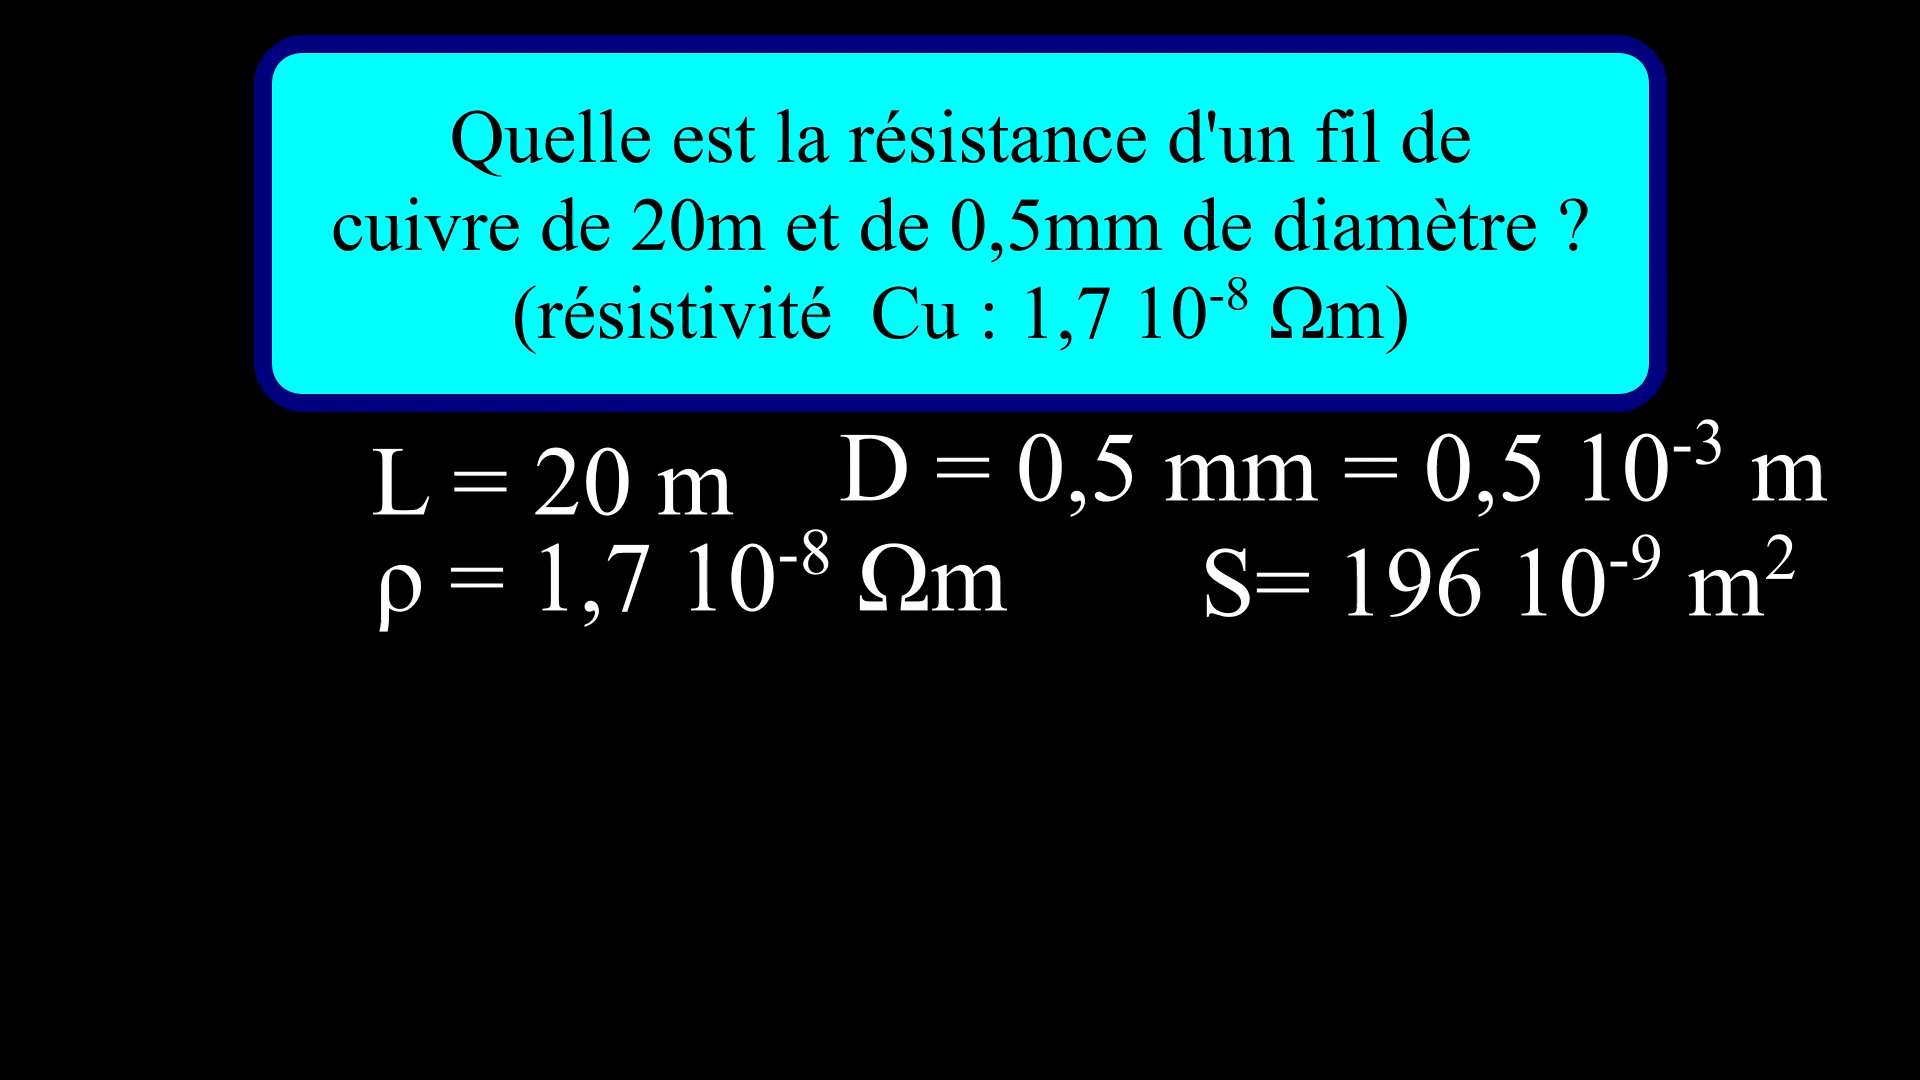 Quelle est la résistance d'un fil de
cuivre de 20m et de 0,5mm de diamètre ?
(résistivité  Cu : 1,7 10⁻⁸ Ωm)
L = 20 m
D = 0,5 mm = 0,5 10⁻³ m
ρ = 1,7 10⁻⁸ Ωm
S= 196 10⁻⁹ m²